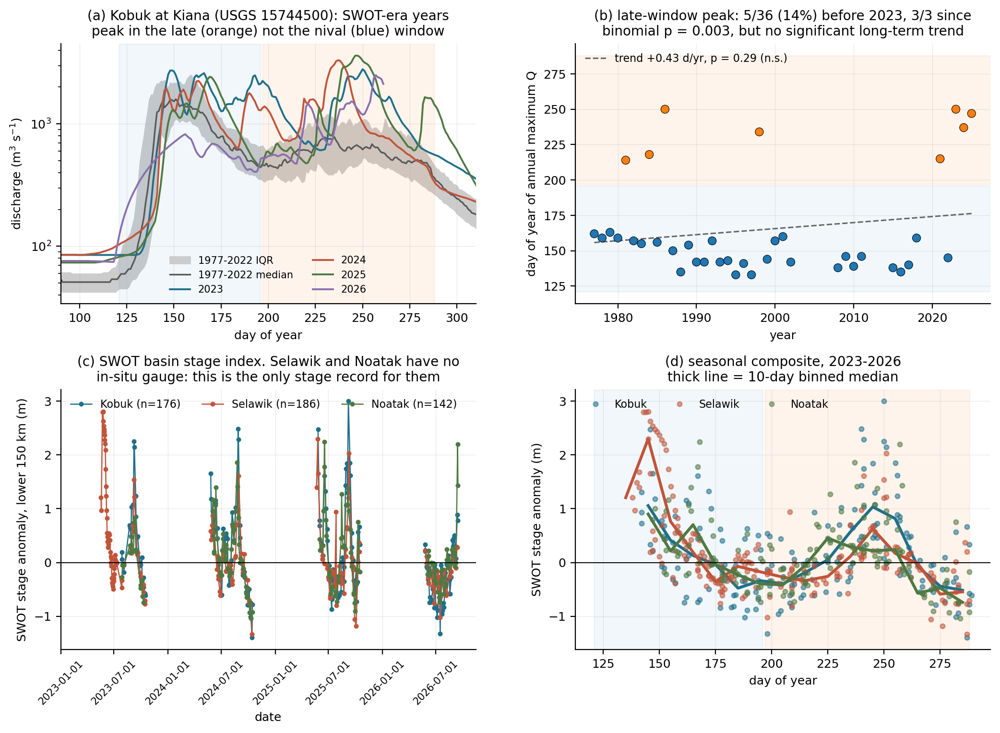 (a) Kobuk at Kiana (USGS 15744500): SWOT-era years
peak in the late (orange) not the nival (blue) window
discharge (m³ s⁻¹)
10³
10²
1977-2022 IQR
1977-2022 median
2023
2024
2025
2026
100 125 150 175 200 225 250 275 300
day of year
(b) late-window peak: 5/36 (14%) before 2023, 3/3 since
binomial p = 0.003, but no significant long-term trend
trend +0.43 d/yr, p = 0.29 (n.s.)
day of year of annual maximum Q
275
250
225
200
175
150
125
1980 1990 2000 2010 2020
year
(c) SWOT basin stage index. Selawik and Noatak have no
in-situ gauge: this is the only stage record for them
Kobuk (n=176) Selawik (n=186) Noatak (n=142)
SWOT stage anomaly, lower 150 km (m)
3
2
1
0
−1
2023-01-01 2023-07-01 2024-01-01 2024-07-01 2025-01-01 2025-07-01 2026-01-01 2026-07-01
date
(d) seasonal composite, 2023-2026
thick line = 10-day binned median
Kobuk Selawik Noatak
SWOT stage anomaly (m)
3
2
1
0
−1
125 150 175 200 225 250 275
day of year